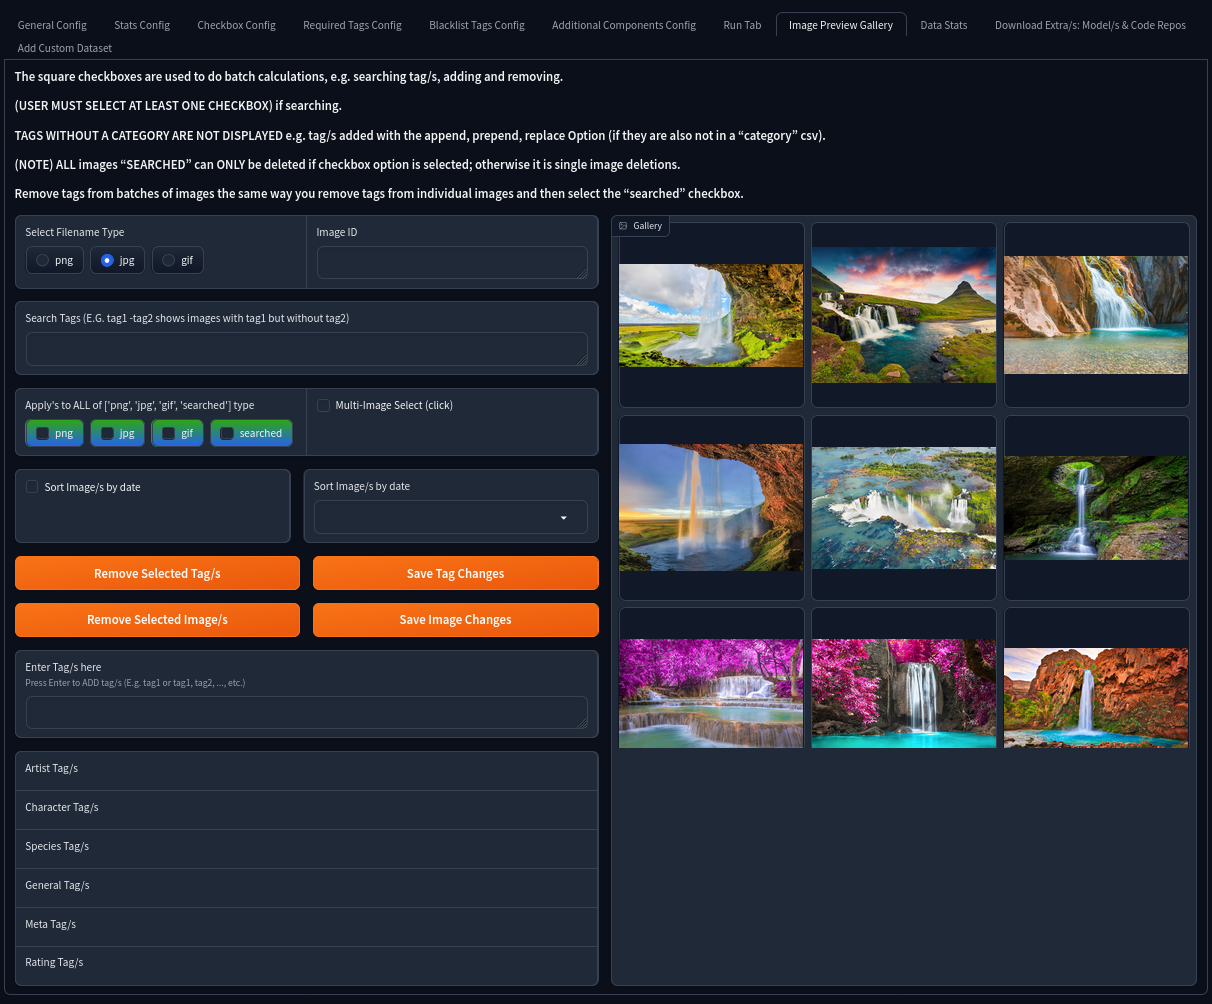 General Config Stats Config Checkbox Config Required Tags Config Blacklist Tags Config Additional Components Config Run Tab Image Preview Gallery Data Stats Download Extra/s: Model/s & Code Repos
Add Custom Dataset
The square checkboxes are used to do batch calculations, e.g. searching tag/s, adding and removing.
(USER MUST SELECT AT LEAST ONE CHECKBOX) if searching.
TAGS WITHOUT A CATEGORY ARE NOT DISPLAYED e.g. tag/s added with the append, prepend, replace Option (if they are also not in a “category” csv).
(NOTE) ALL images “SEARCHED” can ONLY be deleted if checkbox option is selected; otherwise it is single image deletions.
Remove tags from batches of images the same way you remove tags from individual images and then select the “searched” checkbox.
Select Filename Type
png jpg gif
Image ID
Search Tags (E.G. tag1 -tag2 shows images with tag1 but without tag2)
Apply's to ALL of ['png', 'jpg', 'gif', 'searched'] type
png jpg gif searched
Multi-Image Select (click)
Sort Image/s by date
Sort Image/s by date
Remove Selected Tag/s
Save Tag Changes
Remove Selected Image/s
Save Image Changes
Enter Tag/s here
Press Enter to ADD tag/s (E.g. tag1 or tag1, tag2, ..., etc.)
Artist Tag/s
Character Tag/s
Species Tag/s
General Tag/s
Meta Tag/s
Rating Tag/s
Gallery